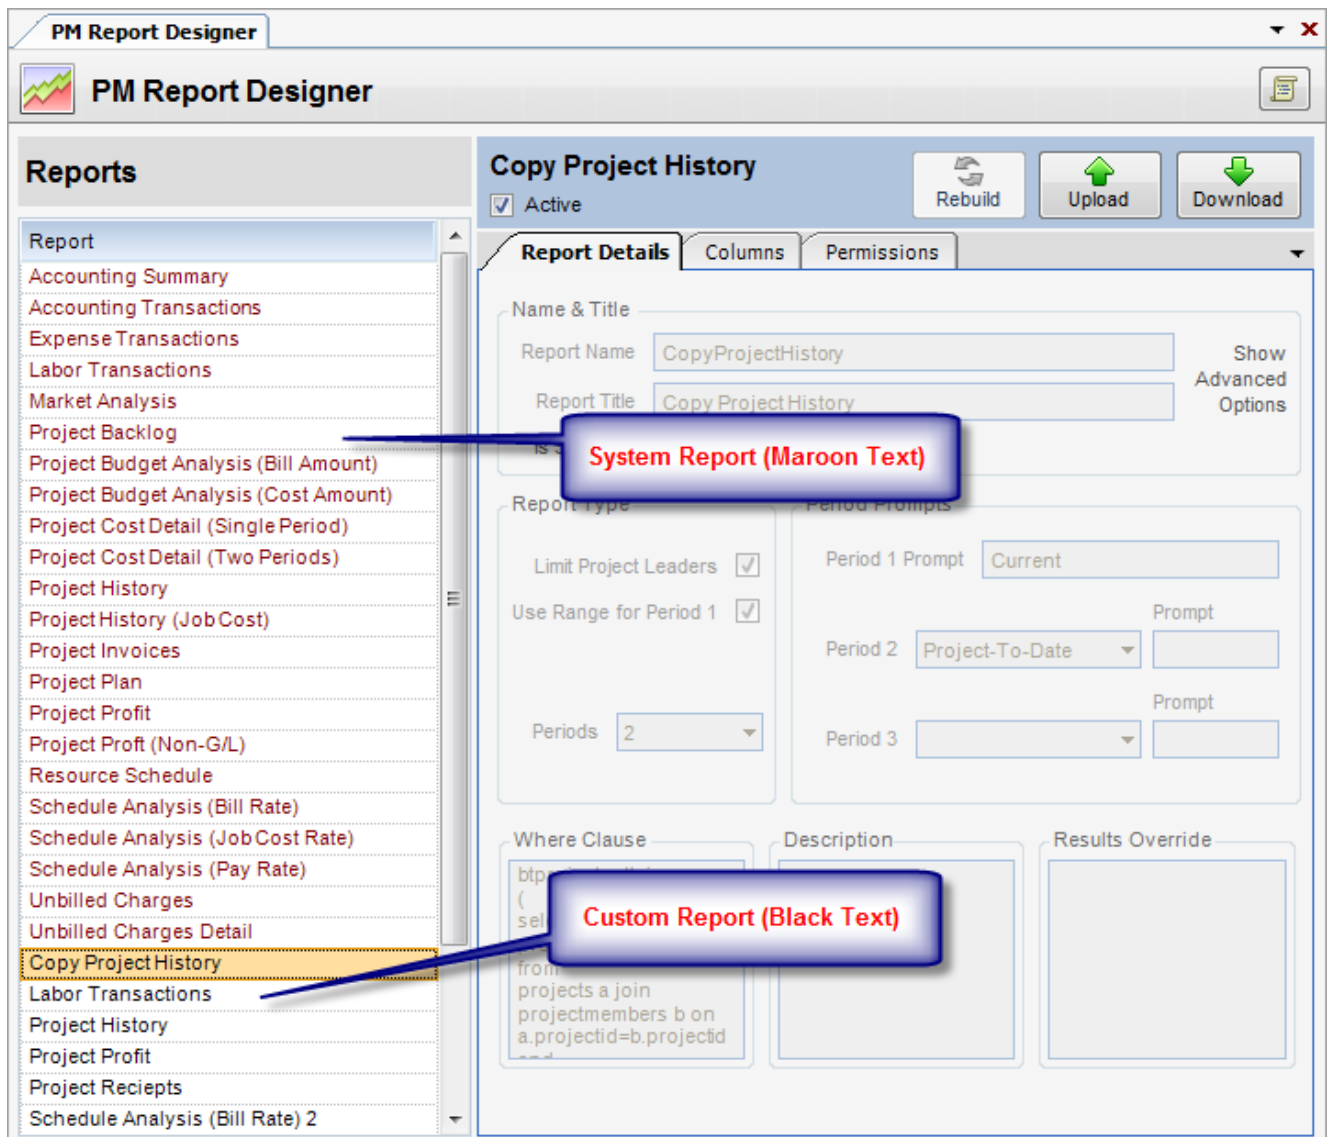 PM Report Designer
PM Report Designer
Reports
Report
Accounting Summary
Accounting Transactions
Expense Transactions
Labor Transactions
Market Analysis
Project Backlog
Project Budget Analysis (Bill Amount)
Project Budget Analysis (Cost Amount)
Project Cost Detail (Single Period)
Project Cost Detail (Two Periods)
Project History
Project History (Job Cost)
Project Invoices
Project Plan
Project Profit
Project Proft (Non-G/L)
Resource Schedule
Schedule Analysis (Bill Rate)
Schedule Analysis (Job Cost Rate)
Schedule Analysis (Pay Rate)
Unbilled Charges
Unbilled Charges Detail
Copy Project History
Labor Transactions
Project History
Project Profit
Project Reciepts
Schedule Analysis (Bill Rate) 2
Copy Project History
Active
Rebuild
Upload
Download
Report Details
Columns
Permissions
Name & Title
Report Name
CopyProjectHistory
Report Title
Copy Project History
Show
Advanced
Options
System Report (Maroon Text)
Report Type
Limit Project Leaders
Use Range for Period 1
Periods
2
Period Prompts
Period 1 Prompt
Current
Prompt
Period 2
Project-To-Date
Prompt
Period 3
Where Clause
(
from
projects a join
projectmembers b on
a.projectid=b.projectid
Description
Results Override
Custom Report (Black Text)